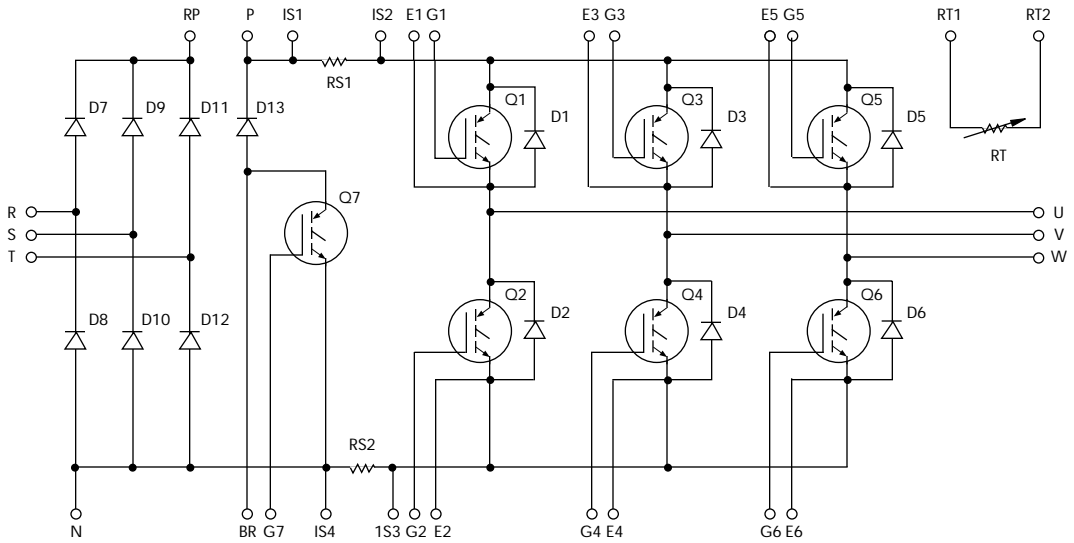 RP P IS1 IS2 E1 G1 E3 G3 E5 G5 RT1 RT2
RS1
D7 D9 D11 D13 Q1 D1 Q3 D3 Q5 D5
RT
Q7
R U
S V
T W
D8 D10 D12 Q2 D2 Q4 D4 Q6 D6
RS2
N BR G7 IS4 1S3 G2 E2 G4 E4 G6 E6